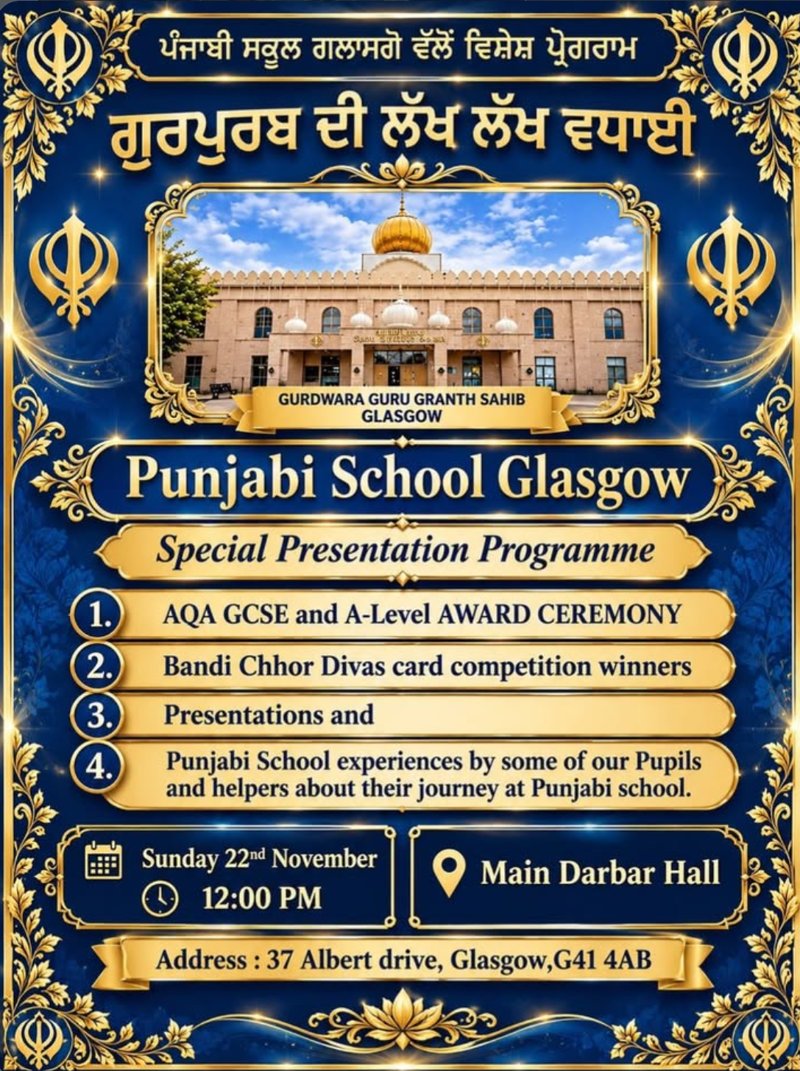 ਪੰਜਾਬੀ ਸਕੂਲ ਗਲਾਸਗੋ ਵੱਲੋਂ ਵਿਸ਼ੇਸ਼ ਪ੍ਰੋਗਰਾਮ
ਗੁਰਪੁਰਬ ਦੀ ਲੱਖ ਲੱਖ ਵਧਾਈ
GURDWARA GURU GRANTH SAHIB
GLASGOW
Punjabi School Glasgow
Special Presentation Programme
1. AQA GCSE and A-Level AWARD CEREMONY
2. Bandi Chhor Divas card competition winners
3. Presentations and
4. Punjabi School experiences by some of our Pupils
and helpers about their journey at Punjabi school.
Sunday 22nd November
12:00 PM
Main Darbar Hall
Address : 37 Albert drive, Glasgow,G41 4AB